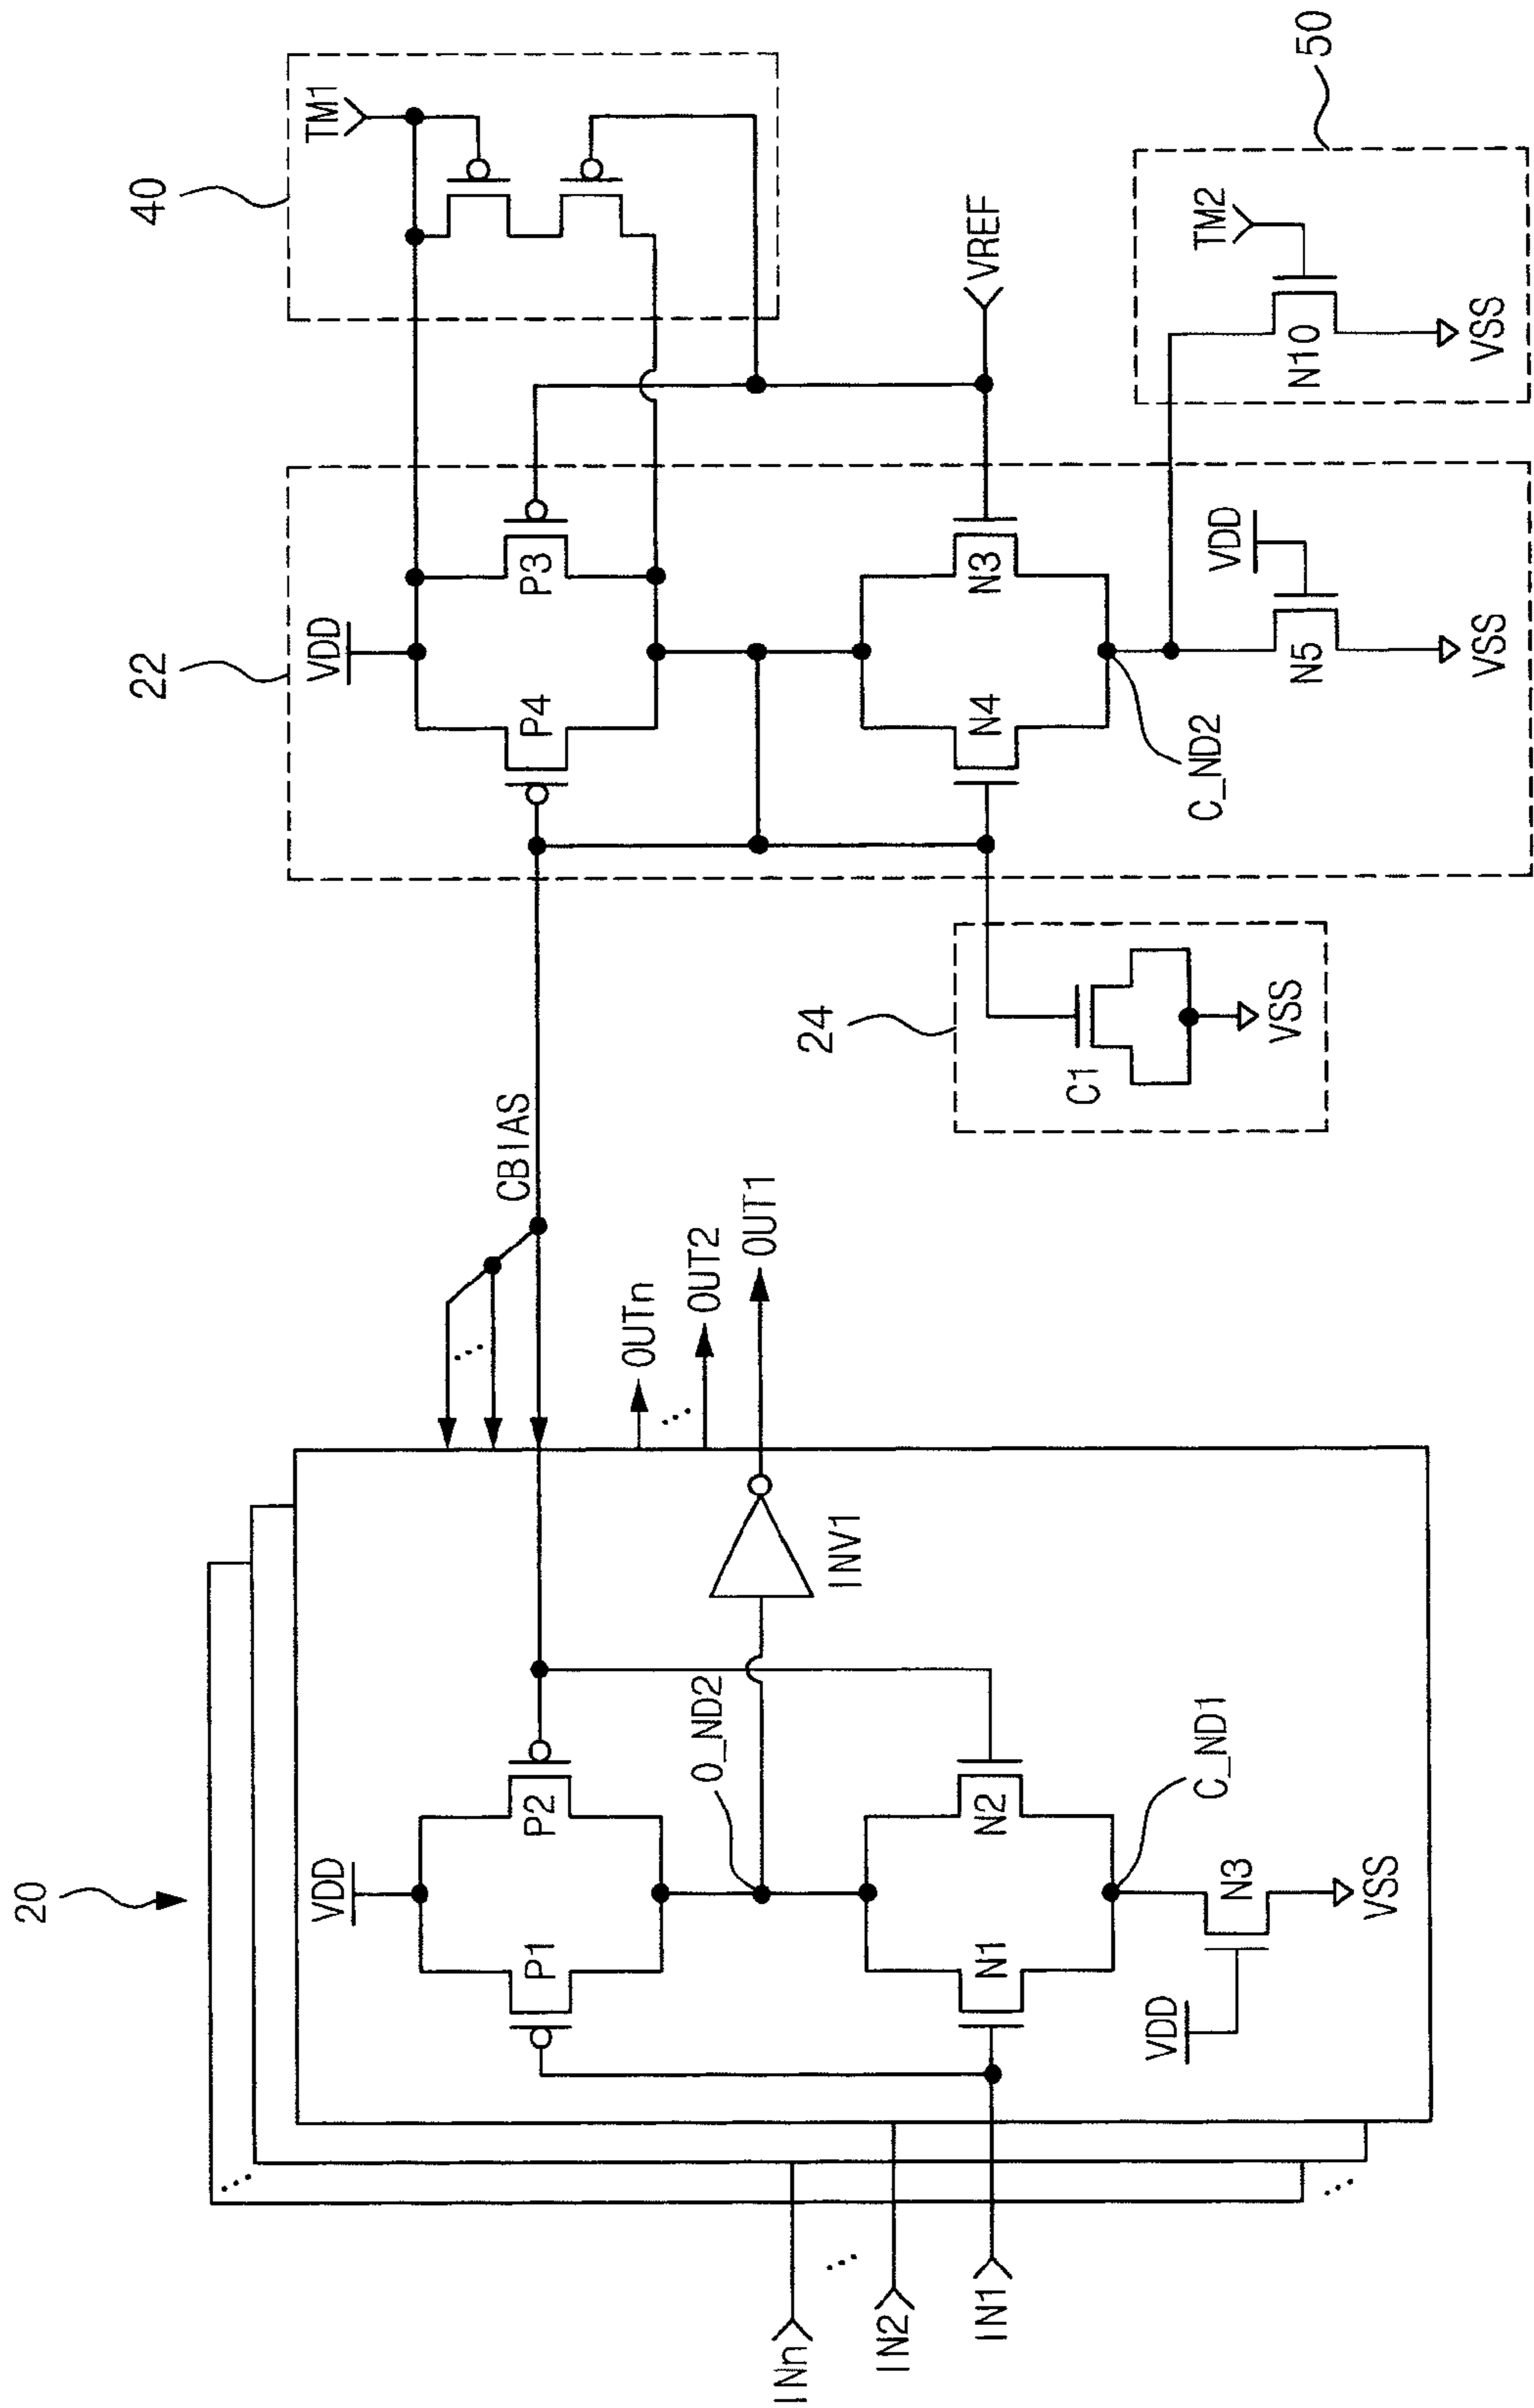 20
VDD
P1
P2
O_ND2
INV1
N1
N2
C_ND1
VDD
N3
VSS
INn
IN2
IN1
OUTn
OUT2
OUT1
CBIAS
24
C1
VSS
22
VDD
P4
P3
N4
N3
C_ND2
VDD
N5
VSS
VREF
40
TM1
50
TM2
N10
VSS